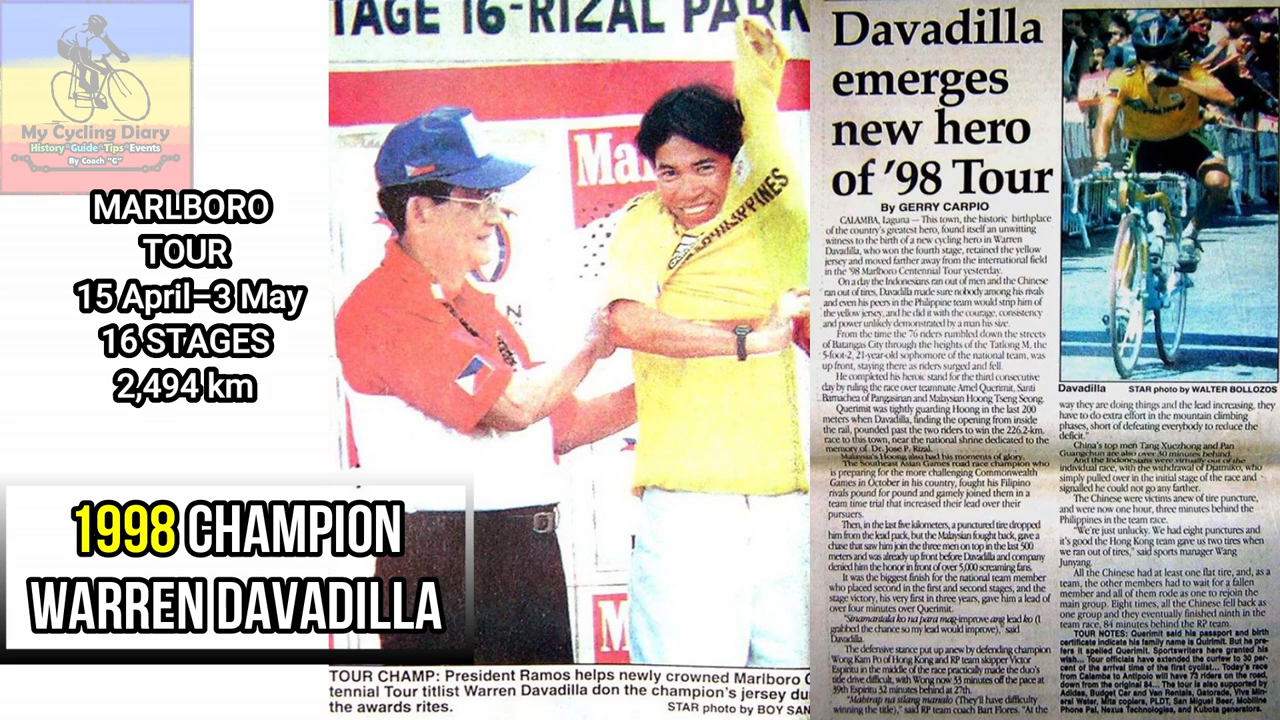 My Cycling Diary
History*Guide*Tips*Events
By Coach "G"
MARLBORO
TOUR
15 April–3 May
16 STAGES
2,494 km
1998 CHAMPION
WARREN DAVADILLA
TAGE 16-RIZAL PARK
Ma
PHILIPPINES
M
TOUR CHAMP: President Ramos helps newly crowned Marlboro C
tennial Tour titlist Warren Davadilla don the champion's jersey du
the awards rites.
STAR photo by BOY SAN
Davadilla
emerges
new hero
of '98 Tour
By GERRY CARPIO
CALAMBA, Laguna — This town, the historic birthplace
of the country's greatest hero, found itself an unwitting
witness to the birth of a new cycling hero in Warren
Davadilla, who won the fourth stage, retained the yellow
jersey and moved farther away from the international field
in the '98 Marlboro Centennial Tour yesterday.
On a day the Indonesians ran out of men and the Chinese
ran out of tires, Davadilla made sure nobody among his rivals
and even his peers in the Philippine team would strip him of
the yellow jersey, and he did it with the courage, consistency
and power unlikely demonstrated by a man his size.
From the time the 76 riders rumbled down the streets
of Batangas City through the heights of the Tatlong M, the
5-foot-2, 21-year-old sophomore of the national team, was
up front, staying there as riders surged and fell.
He completed his heroic stand for the third consecutive
day by ruling the race over teammate Arnel Querimit, Santi
Barnachea of Pangasinan and Malaysian Hoong Tseng Seong.
Querimit was tightly guarding Hoong in the last 200
meters when Davadilla, finding the opening from inside
the rail, pounded past the two riders to win the 226.2-km.
race to this town, near the national shrine dedicated to the
memory of Dr. Jose P. Rizal.
Malaysia's Hoong also had his moments of glory.
The Southeast Asian Games road race champion who
is preparing for the more challenging Commonwealth
Games in October in his country, fought his Filipino
rivals pound for pound and gamely joined them in a
team time trial that increased their lead over their
pursuers.
Then, in the last five kilometers, a punctured tire dropped
him from the lead pack, but the Malaysian fought back, gave a
chase that saw him join the three men on top in the last 500
meters and was already up front before Davadilla and company
denied him the honor in front of over 5,000 screaming fans.
It was the biggest finish for the national team member
who placed second in the first and second stages, and the
stage victory, his very first in three years, gave him a lead of
over four minutes over Querimit.
"Sinamantala ko na para mag-improve ang lead ko (I
grabbed the chance so my lead would improve)," said
Davadilla.
The defensive stance put up anew by defending champion
Wong Kam Po of Hong Kong and RP team skipper Victor
Espiritu in the middle of the race practically made the duo's
title drive difficult, with Wong now 33 minutes off the pace at
39th Espiritu 32 minutes behind at 27th.
"Mahirap na silang manalo (They'll have difficulty
winning the title)," said RP team coach Bart Flores. "At the
Davadilla
STAR photo by WALTER BOLLOZOS
way they are doing things and the lead increasing, they
have to do extra effort in the mountain climbing
phases, short of defeating everybody to reduce the
deficit."
China's top men Tang Xuezhong and Pan
Guangchun are also over 30 minutes behind.
And the Indonesians were virtually out of the
individual race, with the withdrawal of Djatmiko, who
simply pulled over in the initial stage of the race and
signalled he could not go any farther.
The Chinese were victims anew of tire puncture,
and were now one hour, three minutes behind the
Philippines in the team race.
"We're just unlucky. We had eight punctures and
it's good the Hong Kong team gave us two tires when
we ran out of tires," said sports manager Wang
Junyang.
All the Chinese had at least one flat tire, and, as a
team, the other members had to wait for a fallen
member and all of them rode as one to rejoin the
main group. Eight times, all the Chinese fell back as
one group and they eventually finished ninth in the
team race, 84 minutes behind the RP team.
TOUR NOTES: Querimit said his passport and birth
certificate indicate his family name is Quirimit. But he pre-
fers it spelled Querimit. Sportswriters here granted his
wish... Tour officials have extended the curfew to 30 per-
cent of the arrival time of the first cyclist... Today's race
from Calamba to Antipolo will have 73 riders on the road,
down from the original 84... The tour is also supported by
Adidas, Budget Car and Van Rentals, Gatorade, Viva Min-
eral Water, Mita copiers, PLDT, San Miguel Beer, Mobiline
Phone Pal, Nexus Technologies, and Kubota generators.